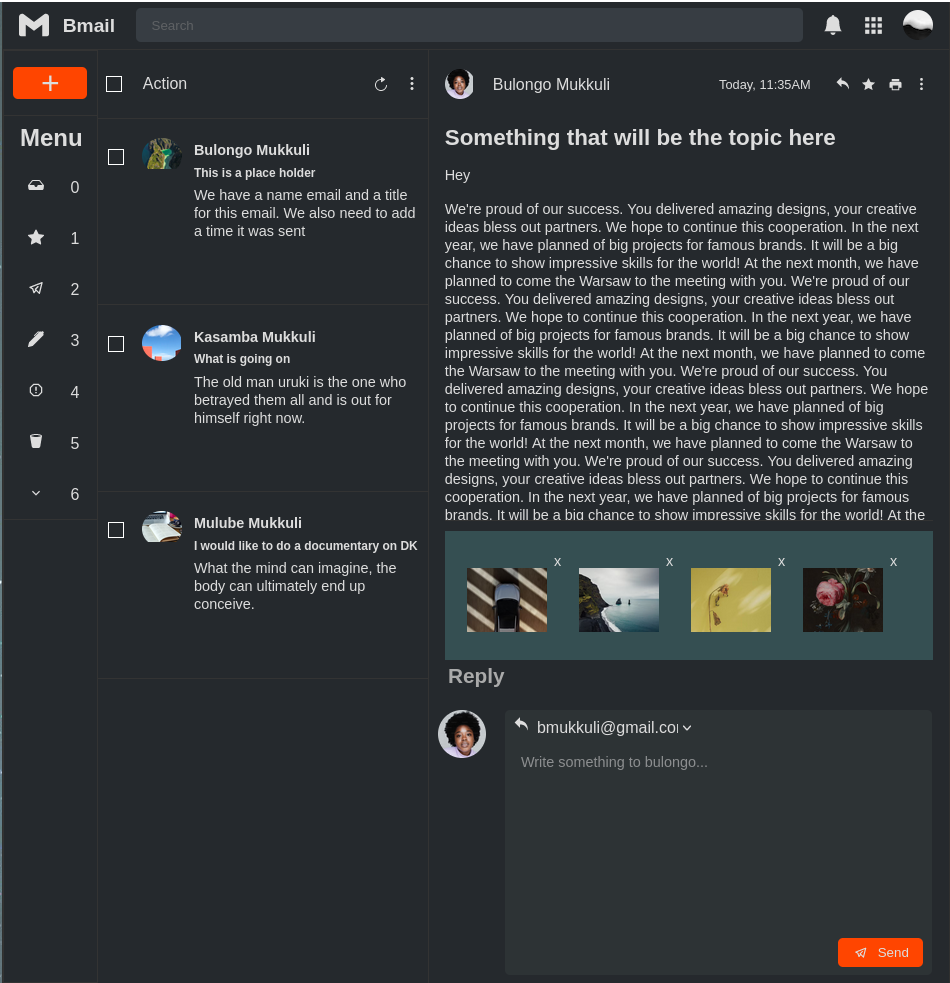 Bmail
Search
Menu
0
1
2
3
4
5
6
Action
Bulongo Mukkuli
This is a place holder
We have a name email and a title
for this email. We also need to add
a time it was sent
Kasamba Mukkuli
What is going on
The old man uruki is the one who
betrayed them all and is out for
himself right now.
Mulube Mukkuli
I would like to do a documentary on DK
What the mind can imagine, the
body can ultimately end up
conceive.
Bulongo Mukkuli
Today, 11:35AM
Something that will be the topic here
Hey
We're proud of our success. You delivered amazing designs, your creative
ideas bless out partners. We hope to continue this cooperation. In the next
year, we have planned of big projects for famous brands. It will be a big
chance to show impressive skills for the world! At the next month, we have
planned to come the Warsaw to the meeting with you. We're proud of our
success. You delivered amazing designs, your creative ideas bless out
partners. We hope to continue this cooperation. In the next year, we have
planned of big projects for famous brands. It will be a big chance to show
impressive skills for the world! At the next month, we have planned to come
the Warsaw to the meeting with you. We're proud of our success. You
delivered amazing designs, your creative ideas bless out partners. We hope
to continue this cooperation. In the next year, we have planned of big
projects for famous brands. It will be a big chance to show impressive skills
for the world! At the next month, we have planned to come the Warsaw to
the meeting with you. We're proud of our success. You delivered amazing
designs, your creative ideas bless out partners. We hope to continue this
cooperation. In the next year, we have planned of big projects for famous
brands. It will be a big chance to show impressive skills for the world! At the
x
x
x
x
Reply
bmukkuli@gmail.co
Write something to bulongo...
Send